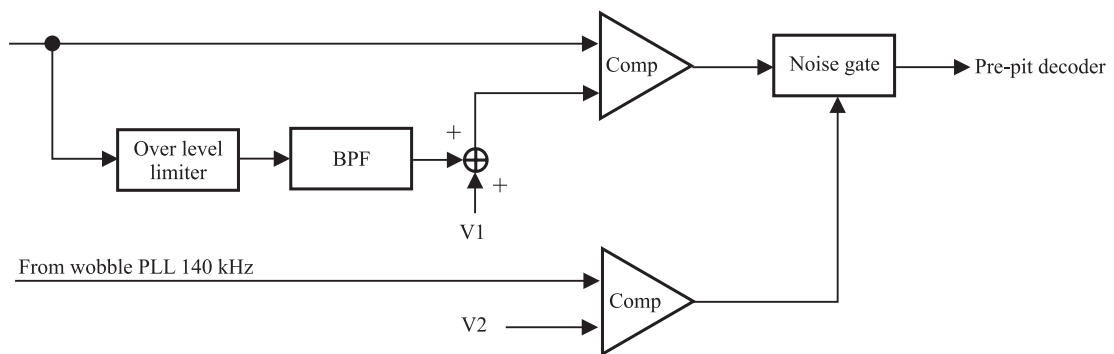 Comp
Noise gate
Pre-pit decoder
Over level
limiter
BPF
+
+
V1
From wobble PLL 140 kHz
Comp
V2